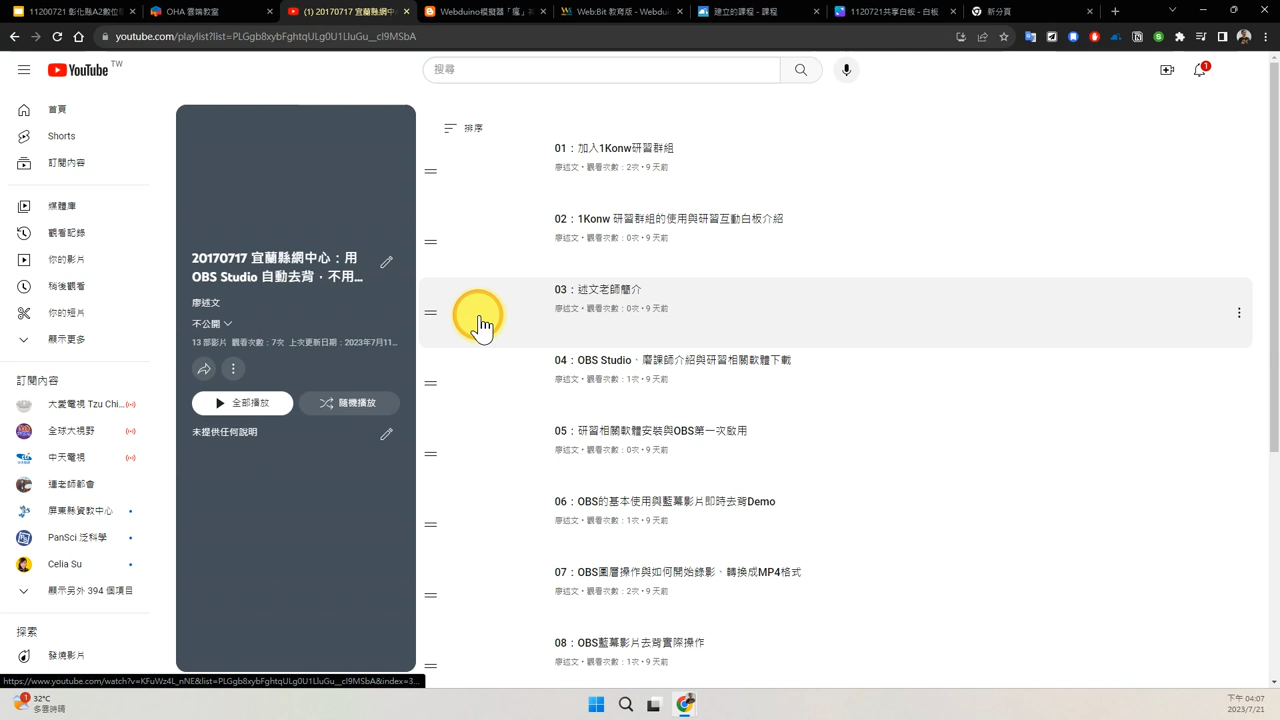 11200721 彰化縣A2數位
OHA 雲端教室
(1) 20170717 宜蘭縣網中
Webduino模擬器「瘋」
Web:Bit 教育版 - Webdui
建立的課程 - 課程
1120721共享白板 - 白板
新分頁
youtube.com/playlist?list=PLGgb8xybFghtqULg0U1LluGu__cI9MStA
YouTube TW
搜尋
1
首頁
Shorts
訂閱內容
媒體庫
觀看記錄
你的影片
稍後觀看
你的短片
顯示更多
訂閱內容
大愛電視 Tzu Chi...
全球大視野
中天電視
連老師都會
屏東縣資教中心
PanSci 泛科學
Celia Su
顯示另外 394 個項目
探索
發燒影片
20170717 宜蘭縣網中心：用
OBS Studio 自動去背，不用...
廖述文
不公開
13 部影片 觀看次數：7次 上次更新日期：2023年7月11...
全部播放
隨機播放
未提供任何說明
排序
01：加入1Konw研習群組
廖述文 • 觀看次數：2次 • 9 天前
02：1Konw 研習群組的使用與研習互動白板介紹
廖述文 • 觀看次數：0次 • 9 天前
03：述文老師簡介
廖述文 • 觀看次數：0次 • 9 天前
04：OBS Studio、磨課師介紹與研習相關軟體下載
廖述文 • 觀看次數：1次 • 9 天前
05：研習相關軟體安裝與OBS第一次啟用
廖述文 • 觀看次數：0次 • 9 天前
06：OBS的基本使用與藍幕影片即時去背Demo
廖述文 • 觀看次數：1次 • 9 天前
07：OBS圖層操作與如何開始錄影、轉換成MP4格式
廖述文 • 觀看次數：2次 • 9 天前
08：OBS藍幕影片去背實際操作
廖述文 • 觀看次數：1次 • 9 天前
https://www.youtube.com/watch?v=KFuWz4L_nNE&list=PLGgb8xybFghtqULg0U1LluGu__cI9MStA&index=3...
1
32°C
多雲時晴
下午 04:07
2023/7/21